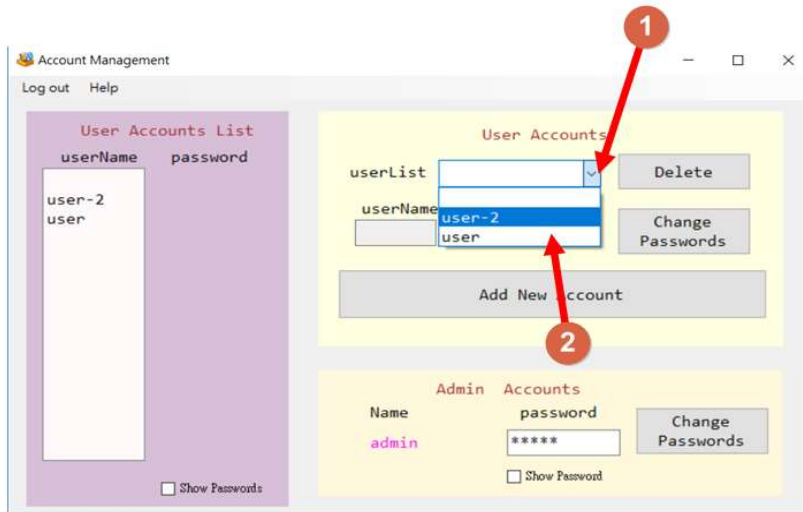 1
Account Management
Log out Help
User Accounts List
userName password
user-2
user
Show Passwords
User Accounts
userList
Delete
userName
user-2
user
Change
Passwords
Add New Account
2
Admin Accounts
Name password
admin
*****
Show Password
Change
Passwords